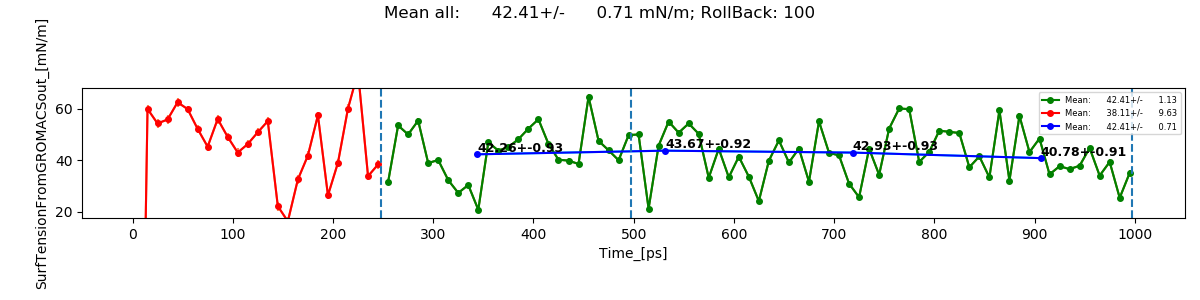 Mean all: 42.41+/- 0.71 mN/m; RollBack: 100
SurfTensionFromGROMACSout_[mN/m]
60
40
20
Mean: 42.41+/- 1.13
Mean: 38.11+/- 9.63
Mean: 42.41+/- 0.71
42.26+-0.93
43.67+-0.92
42.93+-0.93
40.78+-0.91
0 100 200 300 400 500 600 700 800 900 1000
Time_[ps]